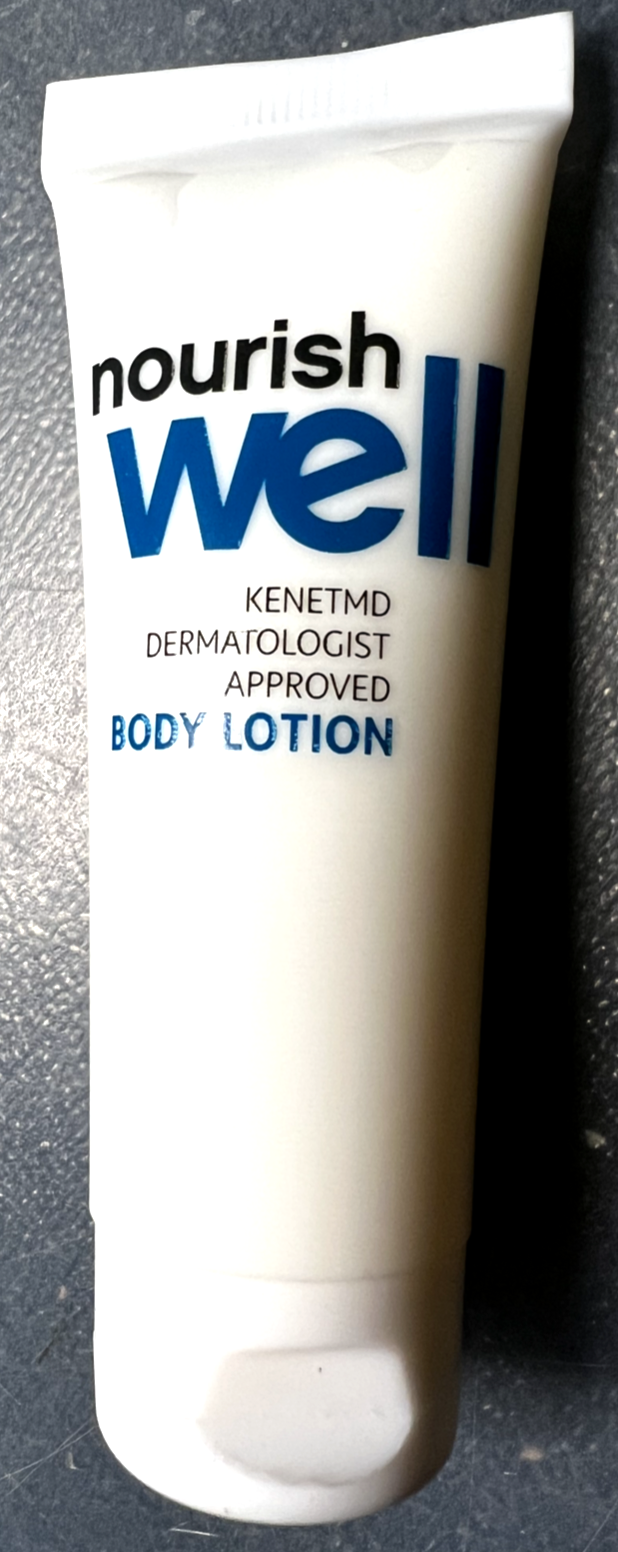 nourish
well
KENETMD
DERMATOLOGIST
APPROVED
BODY LOTION